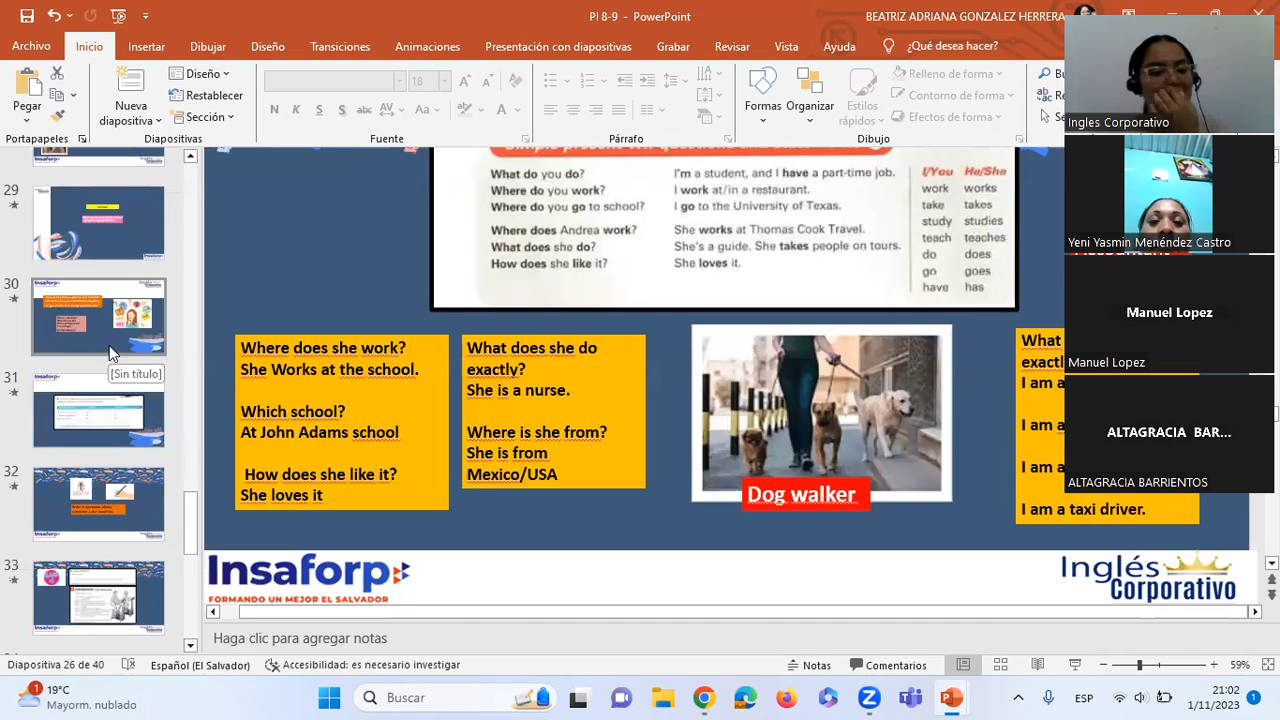 PI 8-9 - PowerPoint
BEATRIZ ADRIANA GONZALEZ HERRERA
Archivo Inicio Insertar Dibujar Diseño Transiciones Animaciones Presentación con diapositivas Grabar Revisar Vista Ayuda ¿Qué desea hacer?
Pegar
Nueva diapositiva
Diseño
Restablecer
Sección
18
Formas
Organizar
Estilos rápidos
Relleno de forma
Contorno de forma
Efectos de forma
Portapapeles Diapositivas Fuente Párrafo Dibujo
Ingles Corporativo
Yeni Yasmin Menéndez Castro
Manuel Lopez
Manuel Lopez
ALTAGRACIA BAR...
ALTAGRACIA BARRIENTOS
29
30
[Sin título]
31
32
33
What do you do? I'm a student, and I have a part-time job.
Where do you work? I work at/in a restaurant.
Where do you go to school? I go to the University of Texas.
Where does Andrea work? She works at Thomas Cook Travel.
What does she do? She's a guide. She takes people on tours.
How does she like it? She loves it.
I/You He/She
work works
take takes
study studies
teach teaches
do does
go goes
have has
Where does she work?
She Works at the school.
Which school?
At John Adams school
How does she like it?
She loves it
What does she do
exactly?
She is a nurse.
Where is she from?
She is from
Mexico/USA
Dog walker
What
I am a
I am a
I am a
I am a taxi driver.
Insaforp
FORMANDO UN MEJOR EL SALVADOR
Inglés
Corporativo
Haga clic para agregar notas
Diapositiva 26 de 40 Español (El Salvador) Accesibilidad: es necesario investigar Notas Comentarios 59%
1
19°C
Mayorm. nublado
Buscar
ESP
21:02
1/11/2023
1